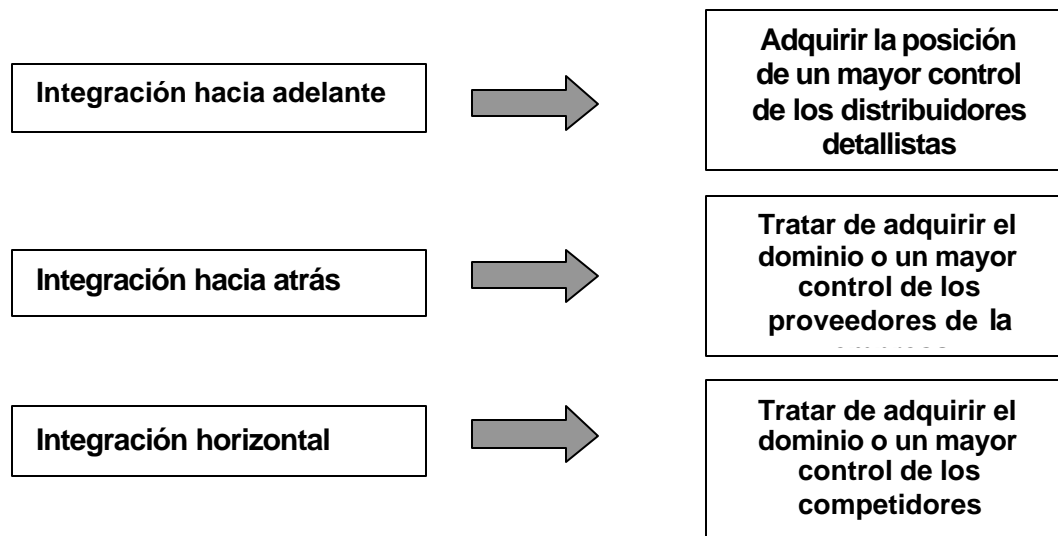 Integración hacia adelante
Adquirir la posición
de un mayor control
de los distribuidores
detallistas
Integración hacia atrás
Tratar de adquirir el
dominio o un mayor
control de los
proveedores de la
Integración horizontal
Tratar de adquirir el
dominio o un mayor
control de los
competidores